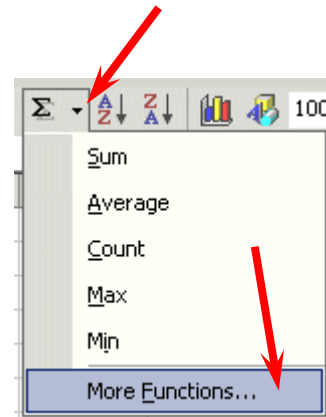 Σ A Z Z A 100
Sum
Average
Count
Max
Min
More Functions...